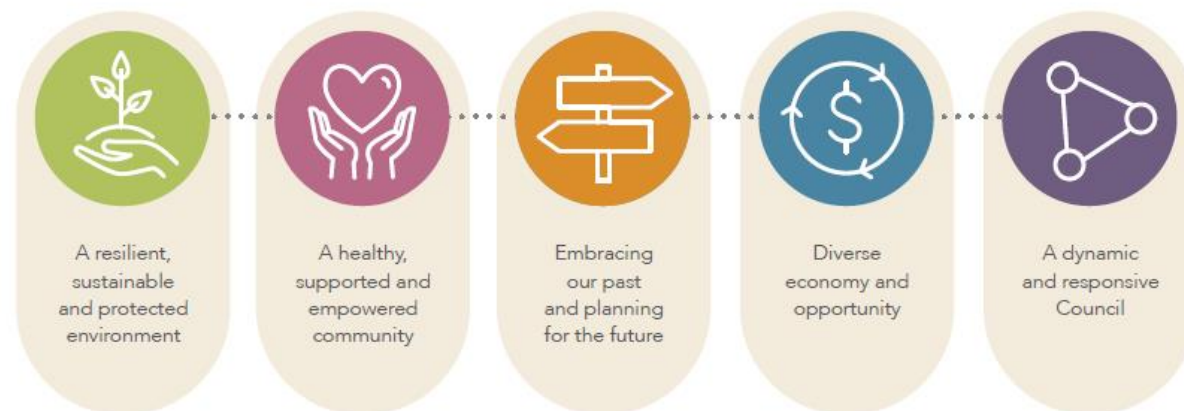 A resilient,
sustainable
and protected
environment
A healthy,
supported and
empowered
community
Embracing
our past
and planning
for the future
$
Diverse
economy and
opportunity
A dynamic
and responsive
Council